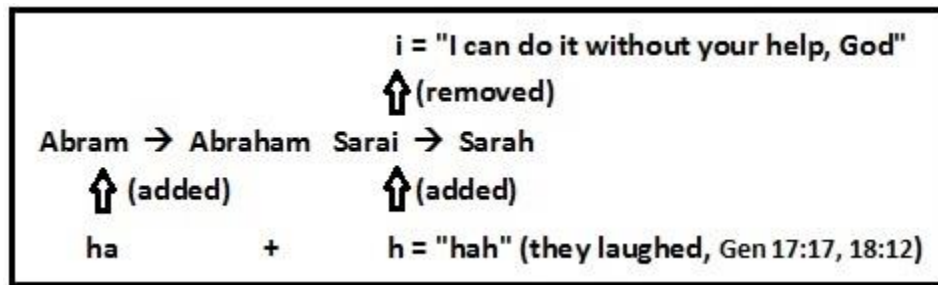 i = "I can do it without your help, God"
(removed)
Abram → Abraham Sarai → Sarah
(added) (added)
ha + h = "hah" (they laughed, Gen 17:17, 18:12)